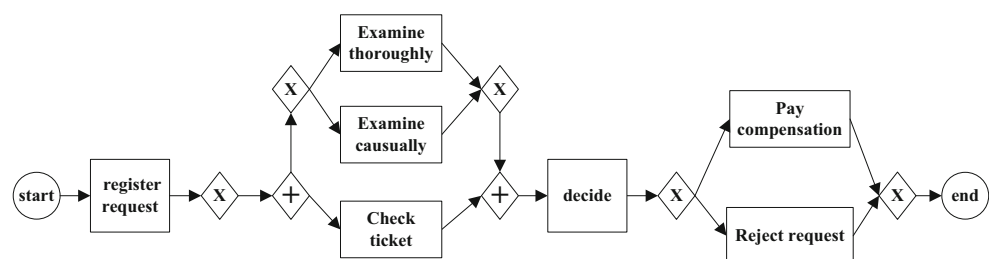 Examine
thoroughly
X
X
Examine
causually
Pay
compensation
start
register
request
X
+
Check
ticket
+
decide
X
Reject request
X
end